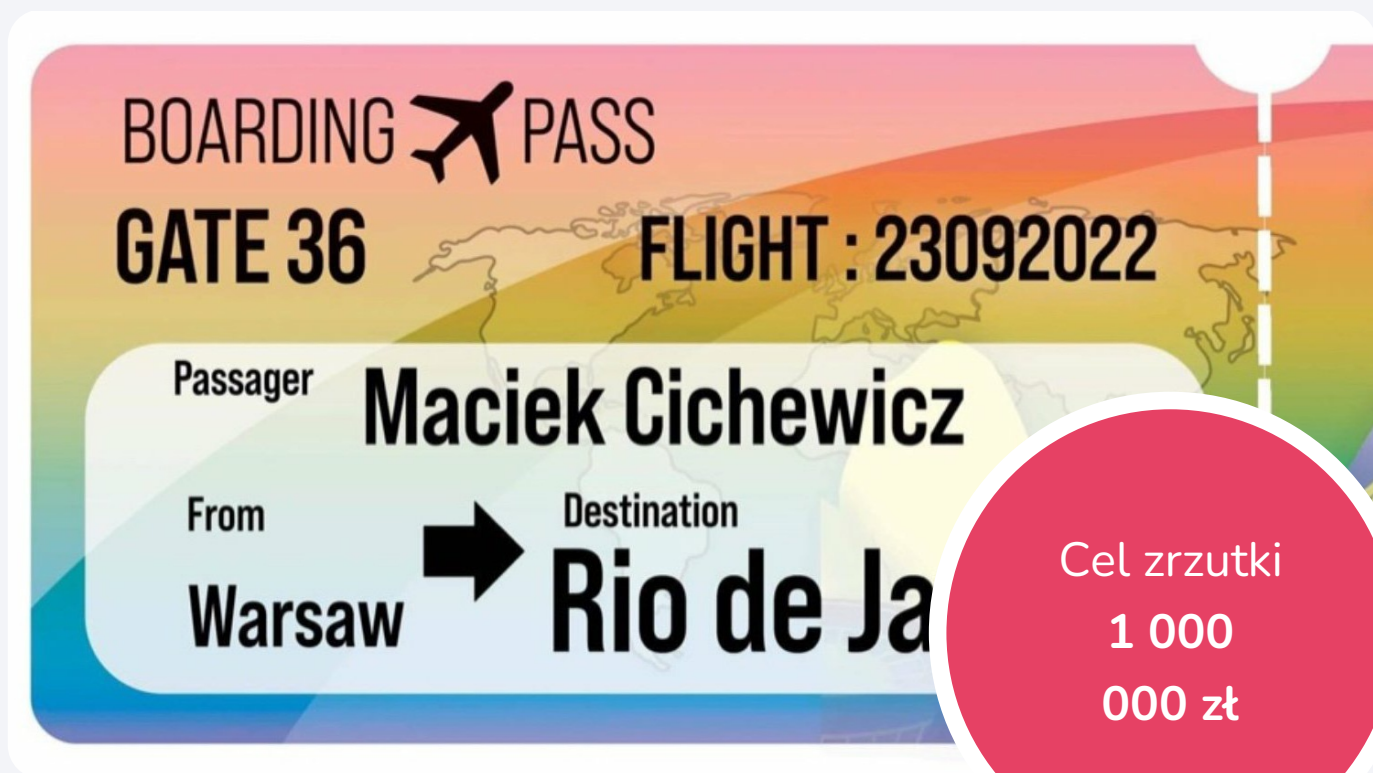 BOARDING PASS
GATE 36 FLIGHT : 23092022
Passager Maciek Cichewicz
From Destination
Warsaw Rio de Ja
Cel zrzutki
1 000
000 zł